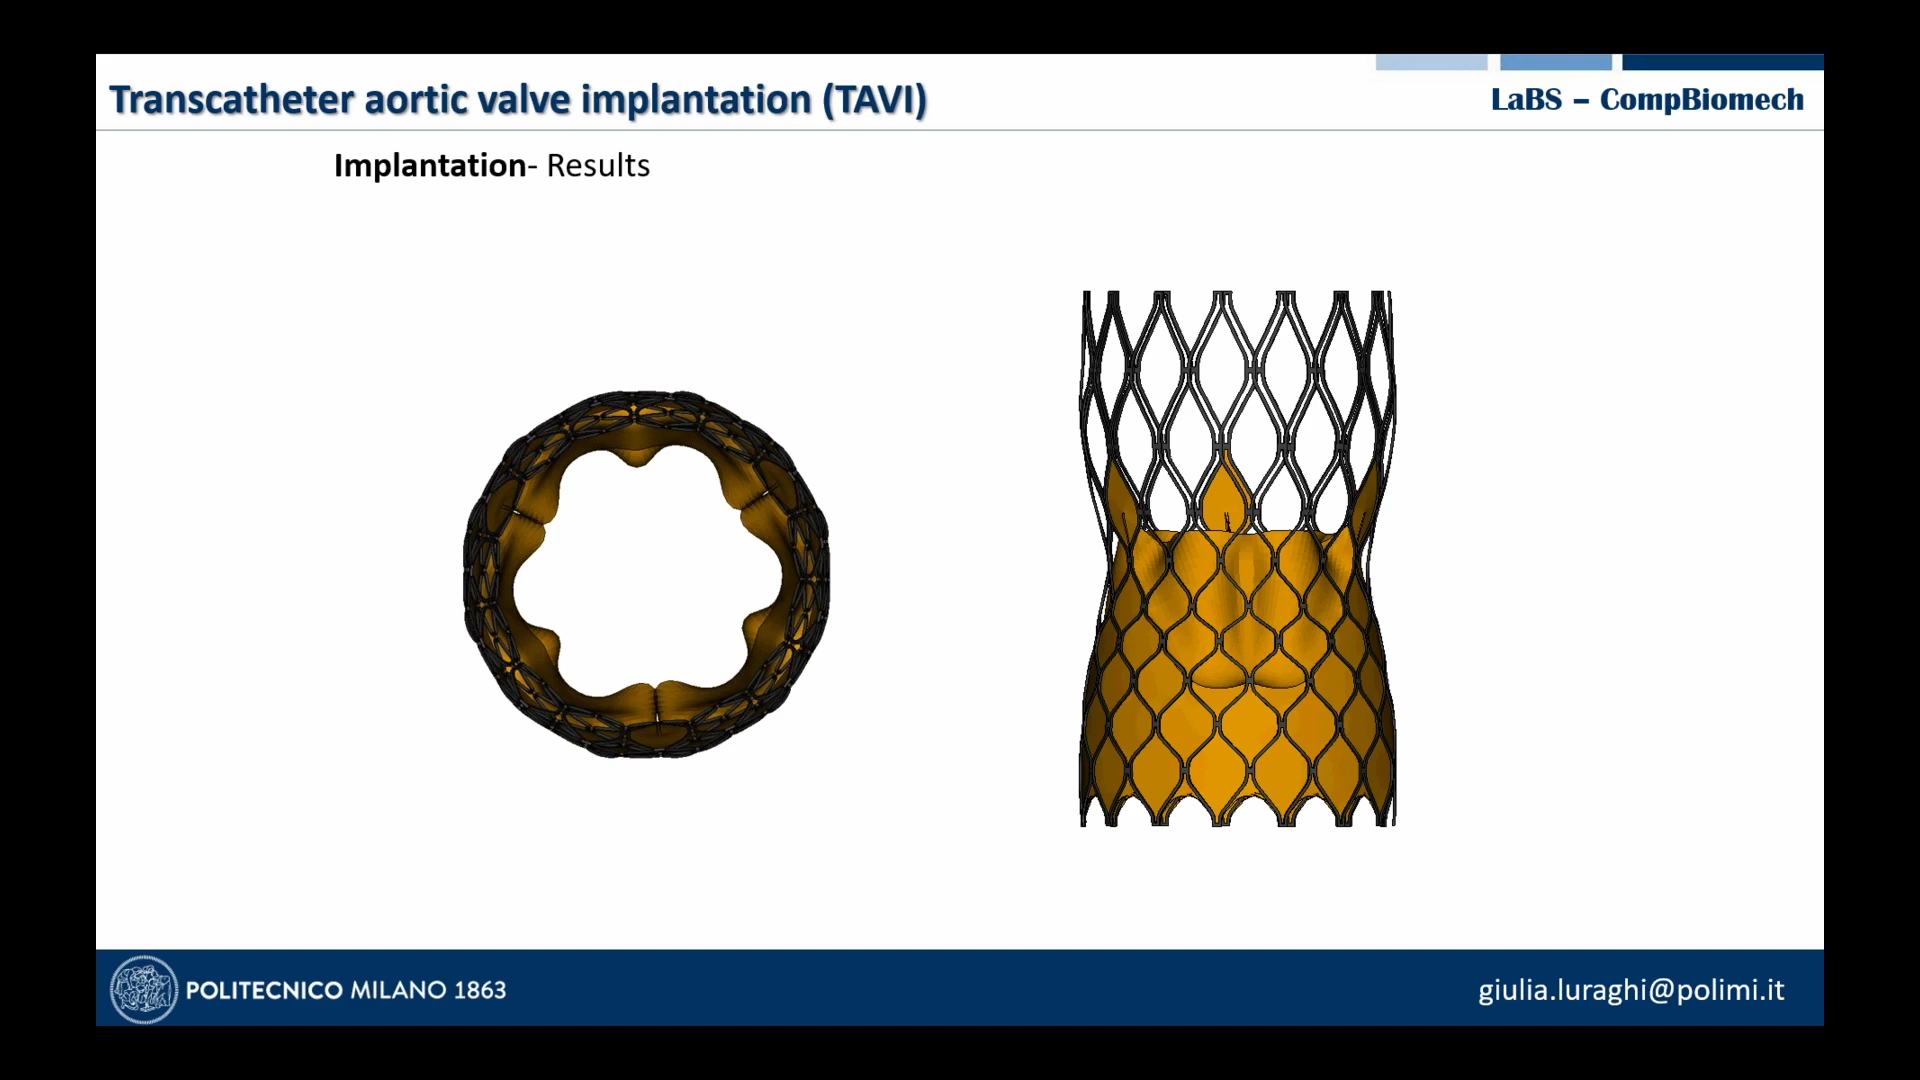 Transcatheter aortic valve implantation (TAVI)
LaBS – CompBiomech
Implantation- Results
POLITECNICO MILANO 1863
giulia.luraghi@polimi.it